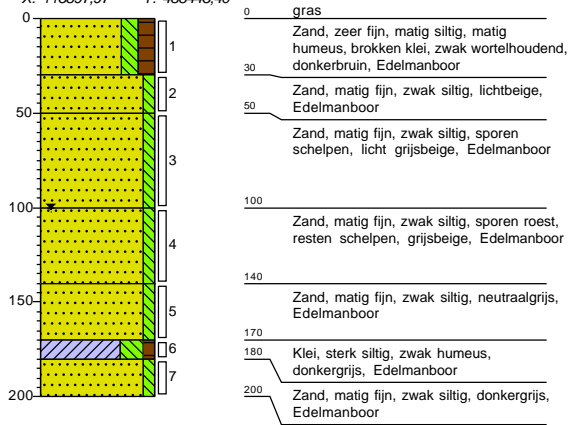 0
50
100
150
200
1
2
3
4
5
6
7
0 gras
Zand, zeer fijn, matig siltig, matig
humeus, brokken klei, zwak wortelhoudend,
donkerbruin, Edelmanboor
30
Zand, matig fijn, zwak siltig, lichtbeige,
Edelmanboor
50
Zand, matig fijn, zwak siltig, sporen
schelpen, licht grijsbeige, Edelmanboor
100
Zand, matig fijn, zwak siltig, sporen roest,
resten schelpen, grijsbeige, Edelmanboor
140
Zand, matig fijn, zwak siltig, neutraalgrijs,
Edelmanboor
170
Klei, sterk siltig, zwak humeus,
donkergrijs, Edelmanboor
180
Zand, matig fijn, zwak siltig, donkergrijs,
Edelmanboor
200